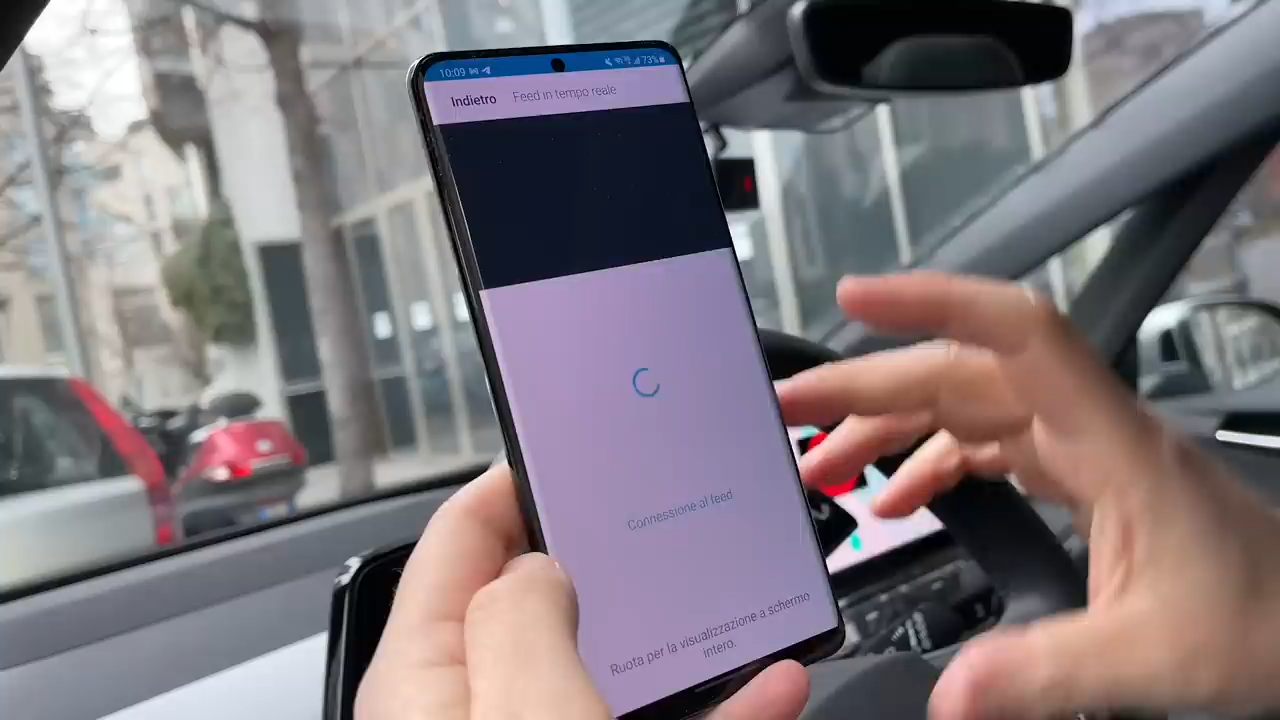 10:09
73%
Indietro Feed in tempo reale
Connessione al feed
Ruota per la visualizzazione a schermo
intero.